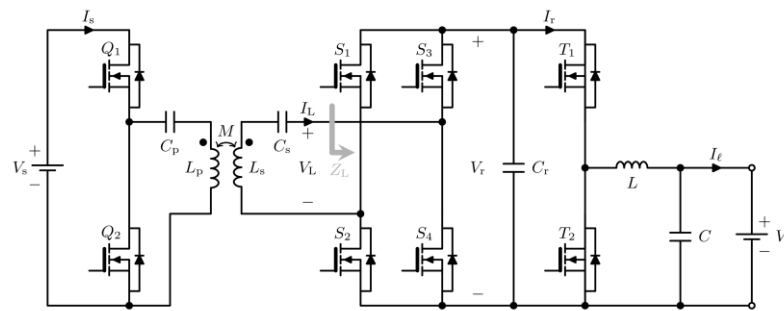 I_s
I_r
Q_1
S_1
S_3
T_1
+
M
I_L
+
C_p
C_s
Z_L
+
V_s
−
L_p
L_s
V_L
V_r
C_r
I_ℓ
L
−
Q_2
S_2
S_4
T_2
C
+
−
V
−